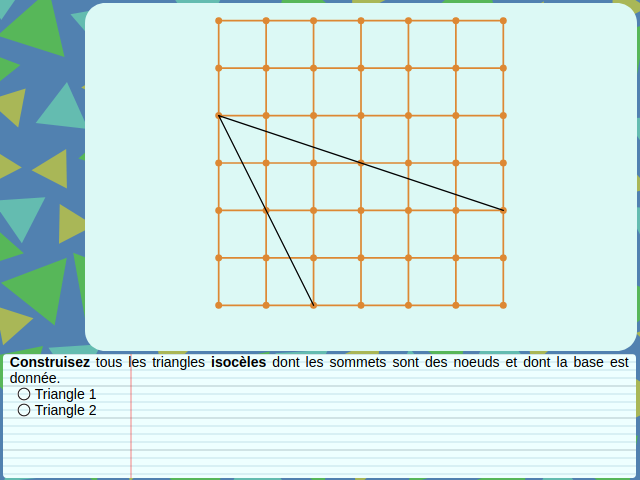 Construisez tous les triangles isocèles dont les sommets sont des noeuds et dont la base est
donnée.
Triangle 1
Triangle 2